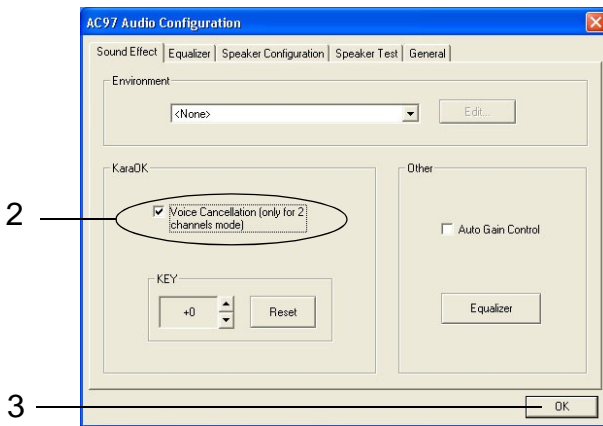 AC97 Audio Configuration
Sound Effect Equalizer Speaker Configuration Speaker Test General
Environment
<None> Edit...
KaraOK
Other
2
Voice Cancellation (only for 2
channels mode)
Auto Gain Control
KEY
+0 Reset
Equalizer
3
OK